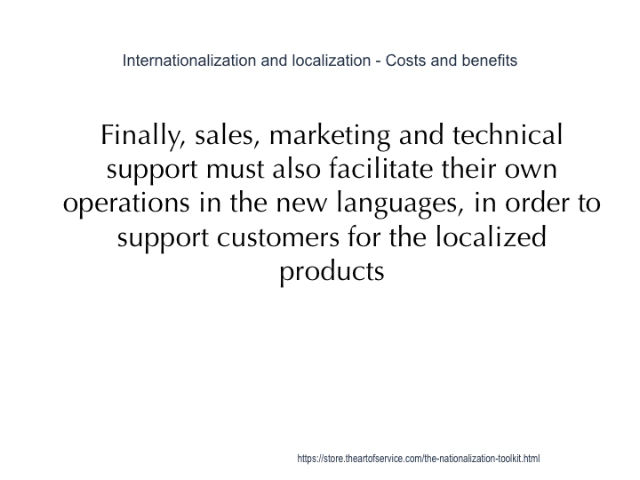 Internationalization and localization - Costs and benefits
Finally, sales, marketing and technical
support must also facilitate their own
operations in the new languages, in order to
support customers for the localized
products
https://store.theartofservice.com/the-nationalization-toolkit.html